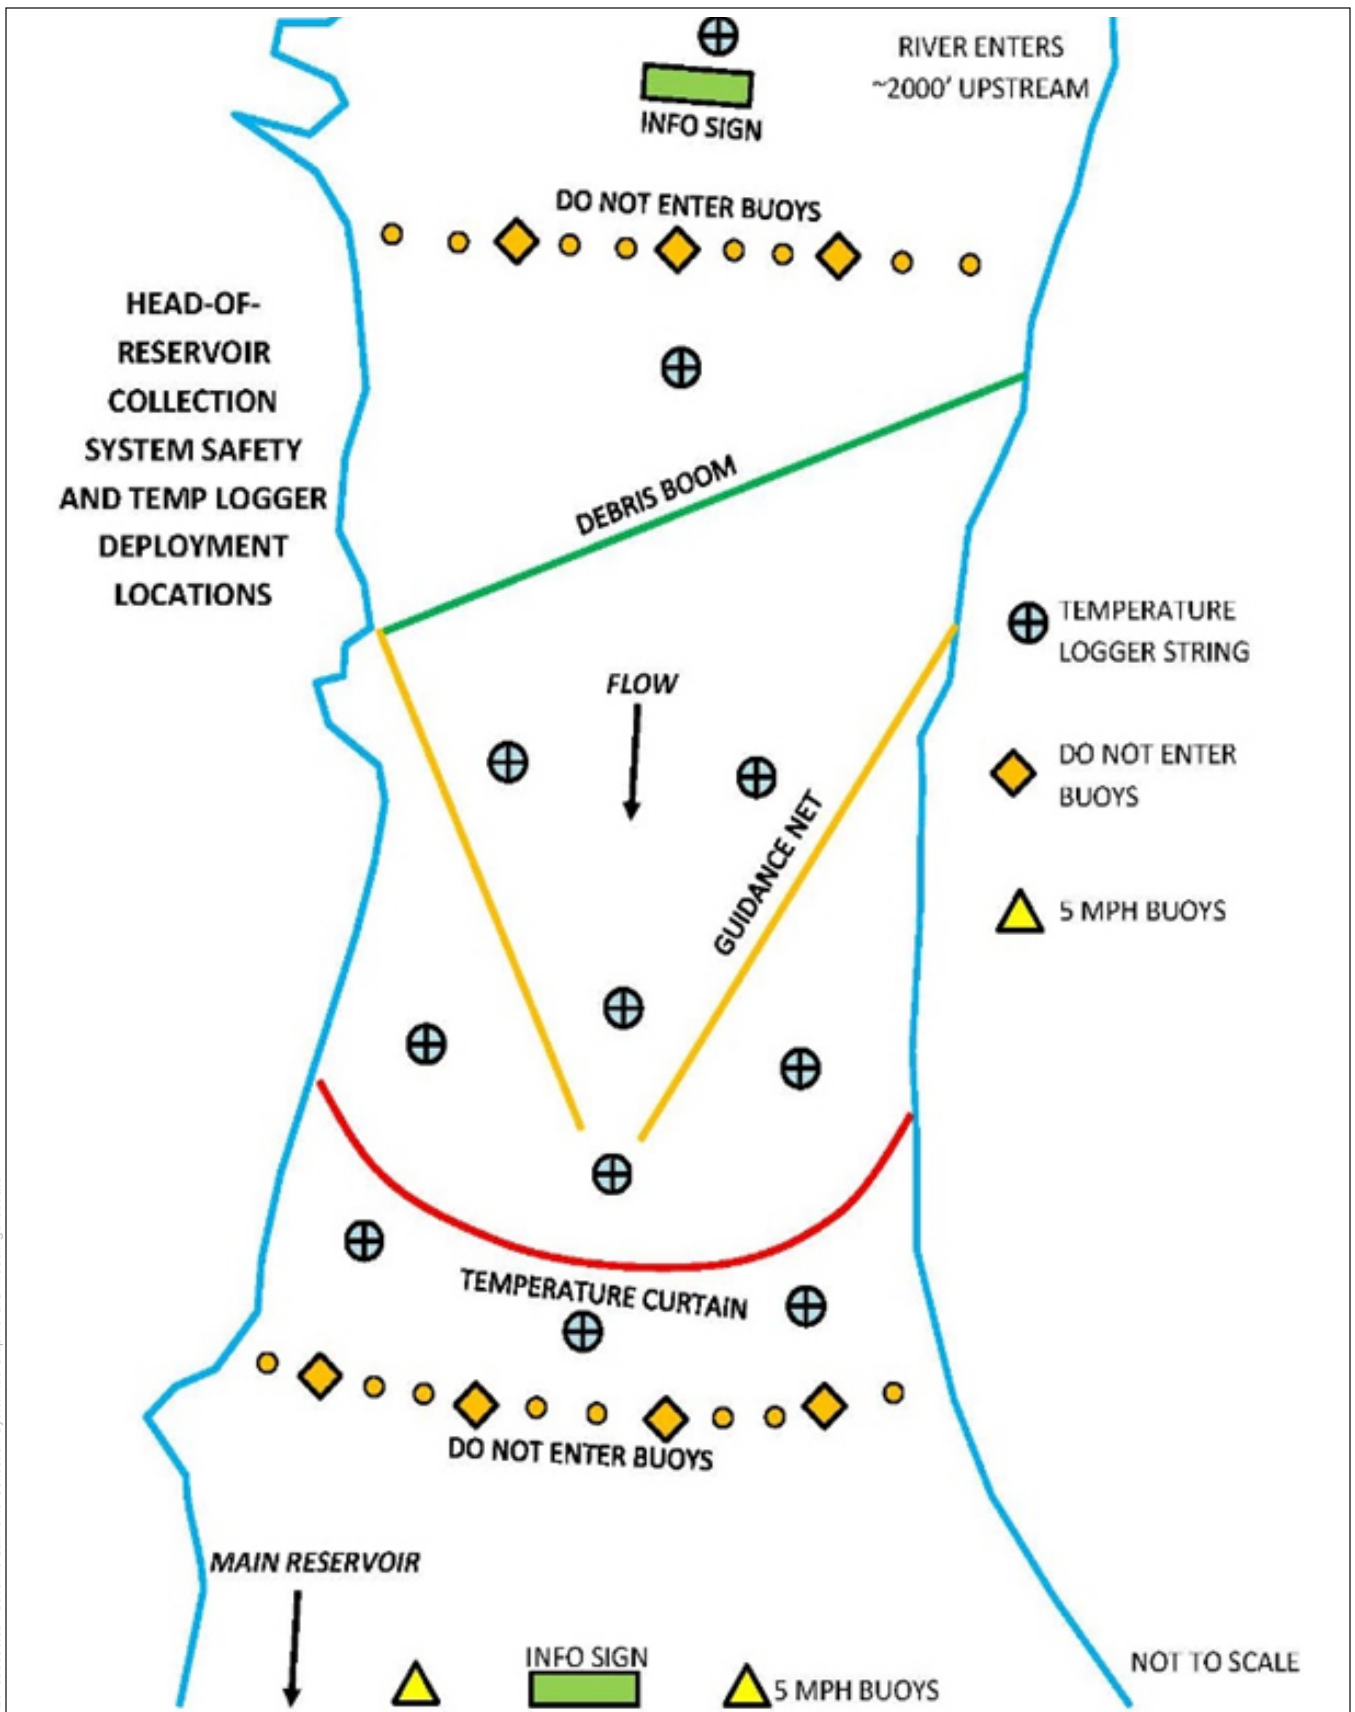 RIVER ENTERS
~2000' UPSTREAM
INFO SIGN
DO NOT ENTER BUOYS
HEAD-OF-
RESERVOIR
COLLECTION
SYSTEM SAFETY
AND TEMP LOGGER
DEPLOYMENT
LOCATIONS
DEBRIS BOOM
TEMPERATURE
LOGGER STRING
FLOW
DO NOT ENTER
BUOYS
GUIDANCE NET
5 MPH BUOYS
TEMPERATURE CURTAIN
DO NOT ENTER BUOYS
MAIN RESERVOIR
INFO SIGN
5 MPH BUOYS
NOT TO SCALE